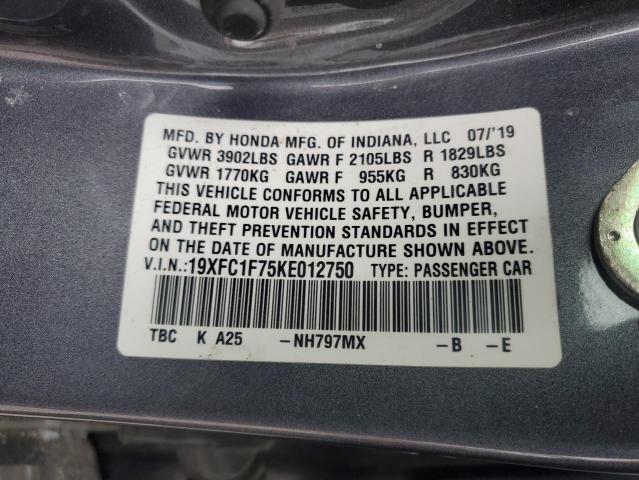 MFD. BY HONDA MFG. OF INDIANA, LLC 07/'19
GVWR 3902LBS GAWR F 2105LBS R 1829LBS
GVWR 1770KG GAWR F 955KG R 830KG
THIS VEHICLE CONFORMS TO ALL APPLICABLE
FEDERAL MOTOR VEHICLE SAFETY, BUMPER,
AND THEFT PREVENTION STANDARDS IN EFFECT
ON THE DATE OF MANUFACTURE SHOWN ABOVE.
V.I.N.:19XFC1F75KE012750 TYPE: PASSENGER CAR
TBC K A25 -NH797MX -B -E